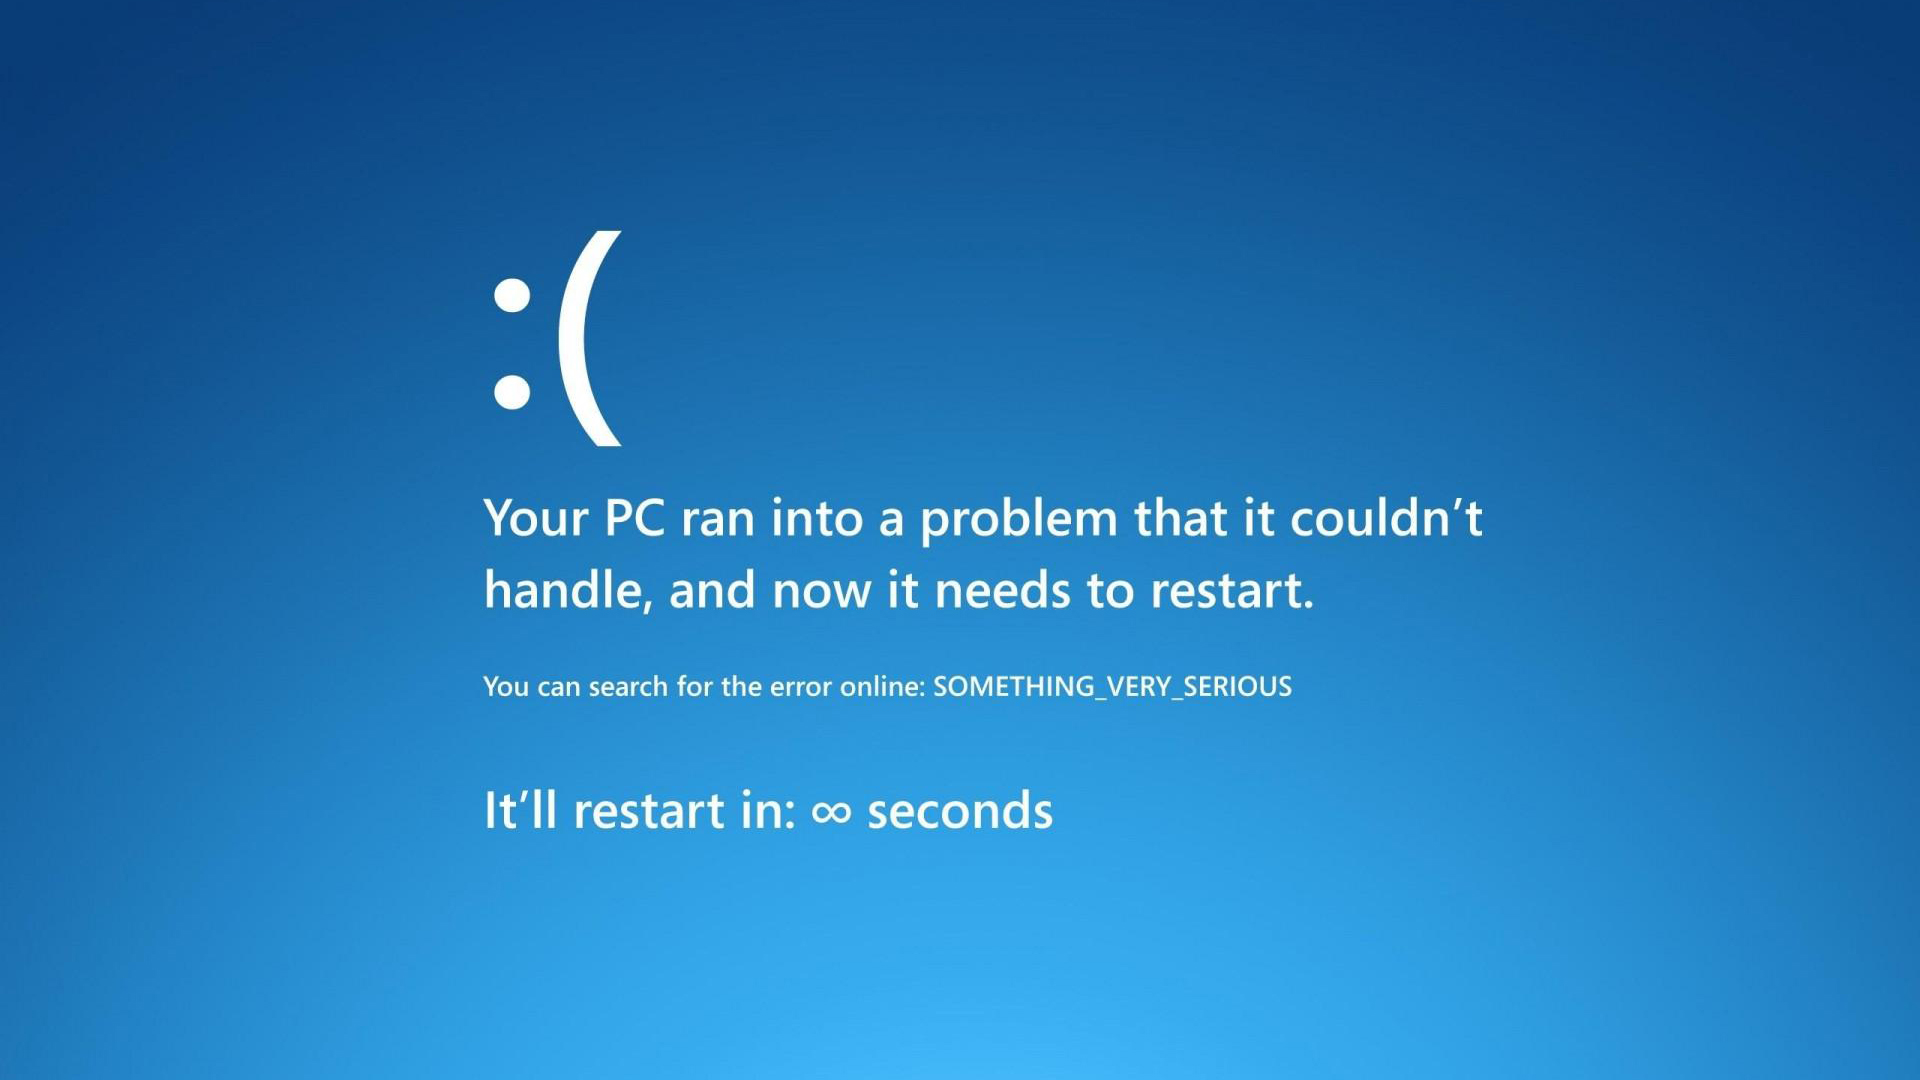 :(
Your PC ran into a problem that it couldn’t
handle, and now it needs to restart.
You can search for the error online: SOMETHING_VERY_SERIOUS
It’ll restart in: ∞ seconds